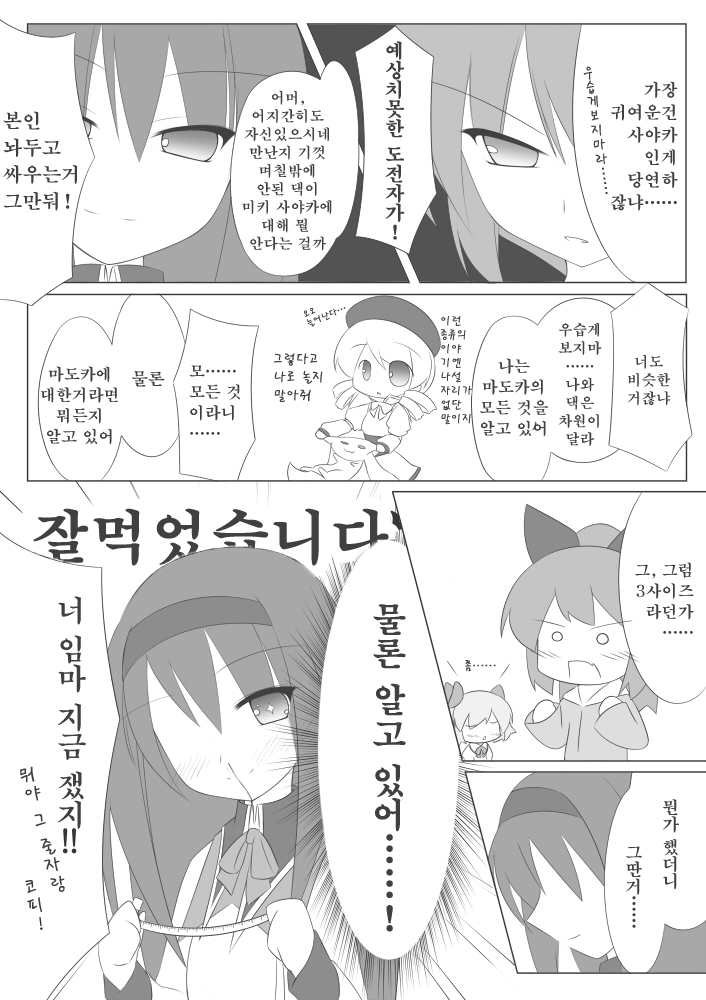 가장
귀여운건
사야카
인게
당연하
잖냐……
우습게보지마라……
예상치못한 도전자가!
어머,
어지간히도
자신있으시네
만난지 기껏
며칠밖에
안된 댁이
미키 사야카에
대해 뭘
안다는 걸까
본인
놔두고
싸우는거
그만둬!
너도
비슷한
거잖냐
우습게
보지마
……
나와
댁은
차원이
달라
나는
마도카의
모든 것을
알고 있어
이런
종류의
이야
기엔
나설
자리가
없단
말이지
오오
늘어난다…
그렇다고
나로 놀지
말아줘
모……
모든 것
이라니
……
물론
마도카에
대한거라면
뭐든지
알고 있어
그, 그럼
3사이즈
라던가
……
쯤……
뭔가 했더니
그딴거……
잘먹었습니다
물론 알고 있어……!
너 임마 지금 쟀지!!
뭐야 그 줄자랑
코피!